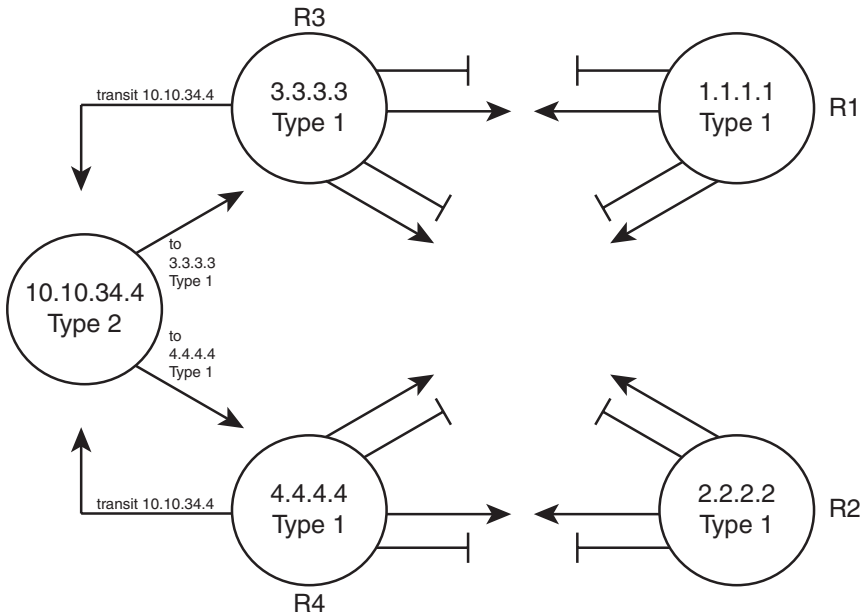 R3
3.3.3.3
Type 1
transit 10.10.34.4
1.1.1.1
Type 1
R1
to
3.3.3.3
Type 1
10.10.34.4
Type 2
to
4.4.4.4
Type 1
transit 10.10.34.4
4.4.4.4
Type 1
R4
2.2.2.2
Type 1
R2